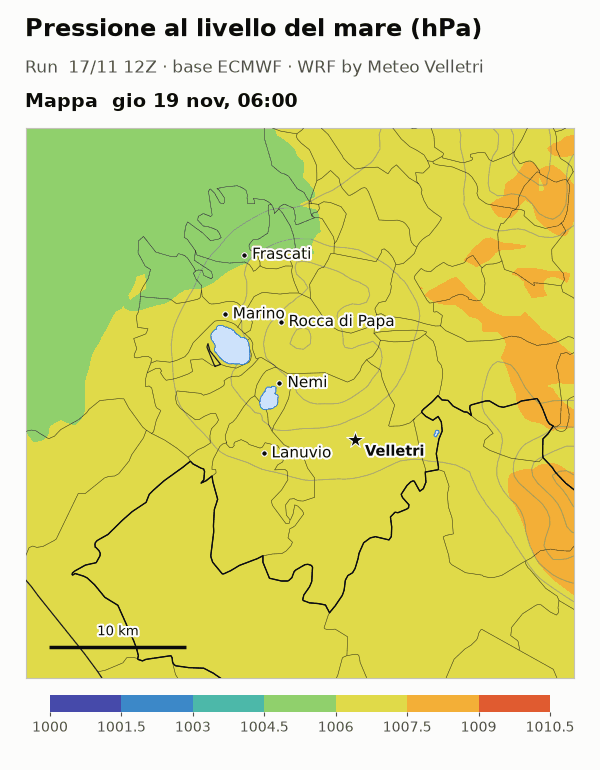 Pressione al livello del mare (hPa)
Run 17/11 12Z · base ECMWF · WRF by Meteo Velletri
Mappa gio 19 nov, 06:00
Frascati
Marino
Rocca di Papa
Nemi
Velletri
Lanuvio
10 km
1000 1001.5 1003 1004.5 1006 1007.5 1009 1010.5